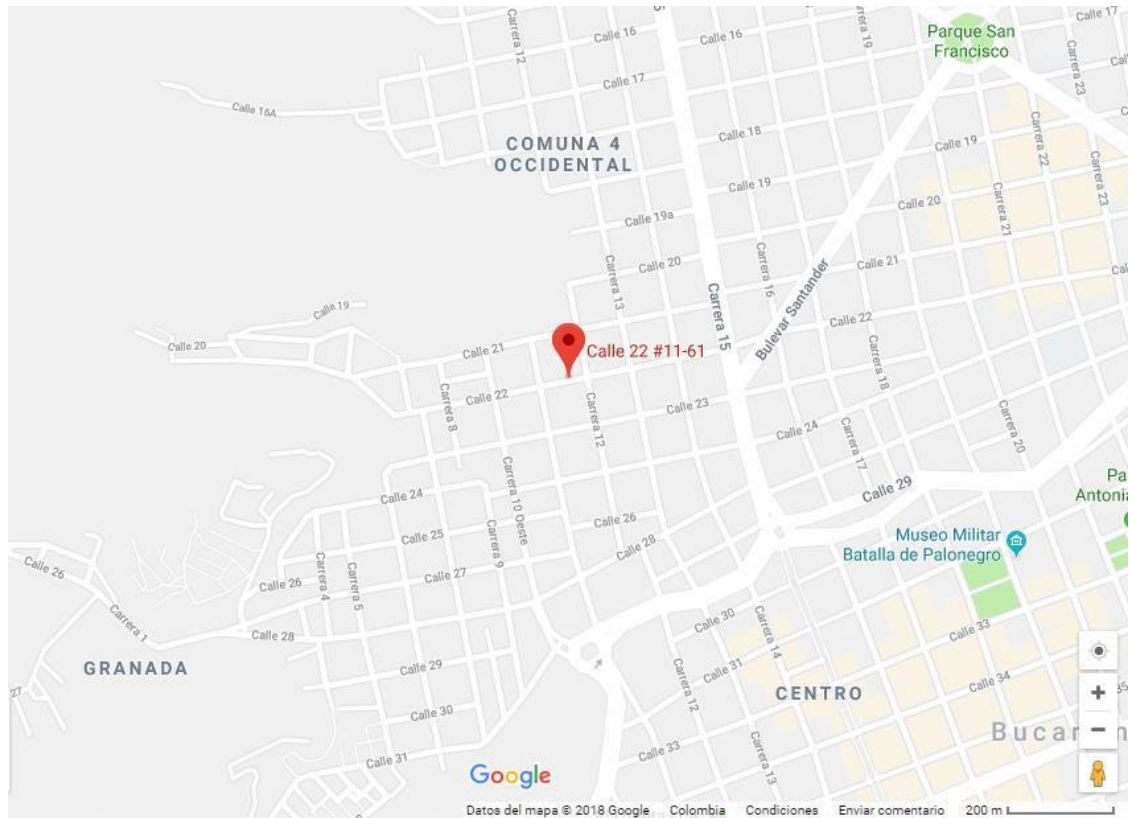 Calle 17
Parque San
Francisco
Calle 16
Calle 16
Carrera 12
Carrera 19
Calle 17
Carrera 23
Calle 16A
Calle 18
Calle 19
COMUNA 4
OCCIDENTAL
Carrera 22
Carrera 23
Calle 19
Calle 20
Calle 19a
Carrera 21
Calle 20
Carrera 16
Calle 21
Carrera 13
Carrera 15
Bulevar Santander
Calle 19
Calle 22
Calle 20
Calle 21
Calle 22 #11-61
Calle 22
Calle 23
Carrera 8
Carrera 12
Carrera 18
Calle 24
Carrera 17
Carrera 20
Calle 24
Calle 29
Pa
Antonia
Carrera 10 Oeste
Calle 26
Calle 25
Calle 28
Museo Militar
Batalla de Palonegro
Carrera 9
Calle 26
Calle 26
Calle 27
Carrera 4
Carrera 5
Carrera 1
Calle 28
Calle 30
Carrera 14
Calle 33
GRANADA
Calle 29
Calle 31
Carrera 12
Calle 34
27
CENTRO
Calle 30
Bucar
n
35
Calle 31
Calle 33
Carrera 13
Google
Datos del mapa © 2018 Google Colombia Condiciones Enviar comentario 200 m